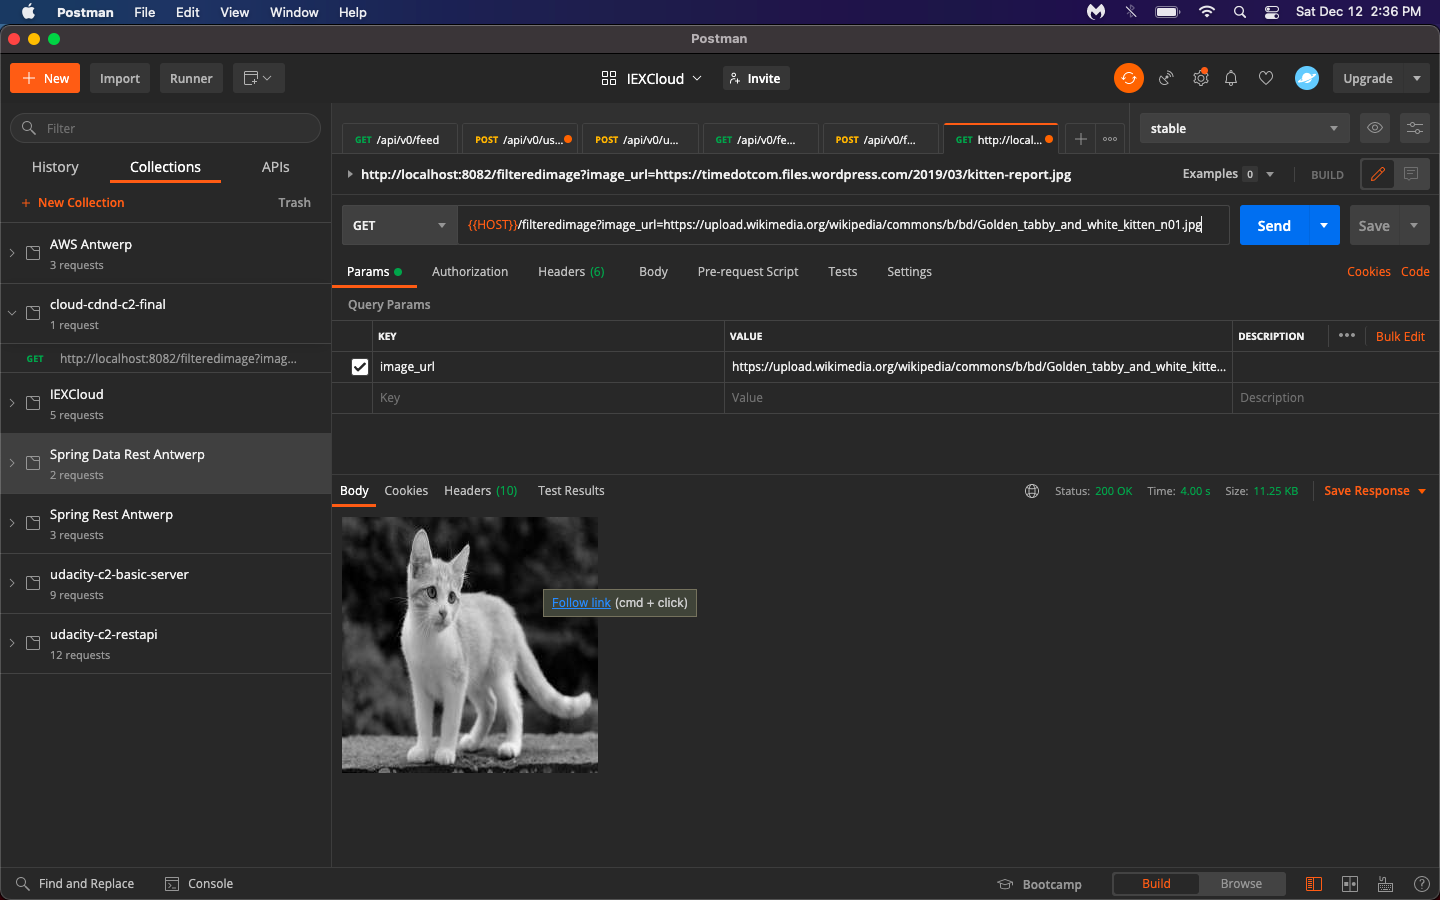 Postman File Edit View Window Help Sat Dec 12 2:36 PM
Postman
+ New Import Runner IEXCloud Invite Upgrade
Filter
History Collections APIs
+ New Collection Trash
AWS Antwerp
3 requests
cloud-cdnd-c2-final
1 request
GET http://localhost:8082/filteredimage?imag...
IEXCloud
5 requests
Spring Data Rest Antwerp
2 requests
Spring Rest Antwerp
3 requests
udacity-c2-basic-server
9 requests
udacity-c2-restapi
12 requests
GET /api/v0/feed POST /api/v0/us... POST /api/v0/u... GET /api/v0/fe... POST /api/v0/f... GET http://local... + ooo stable
http://localhost:8082/filteredimage?image_url=https://timedotcom.files.wordpress.com/2019/03/kitten-report.jpg Examples 0 BUILD
GET {{HOST}}/filteredimage?image_url=https://upload.wikimedia.org/wikipedia/commons/b/bd/Golden_tabby_and_white_kitten_n01.jpg Send Save
Params Authorization Headers (6) Body Pre-request Script Tests Settings Cookies Code
Query Params
KEY VALUE DESCRIPTION ••• Bulk Edit
image_url https://upload.wikimedia.org/wikipedia/commons/b/bd/Golden_tabby_and_white_kitte...
Key Value Description
Body Cookies Headers (10) Test Results Status: 200 OK Time: 4.00 s Size: 11.25 KB Save Response
Follow link (cmd + click)
Find and Replace Console Bootcamp Build Browse ?